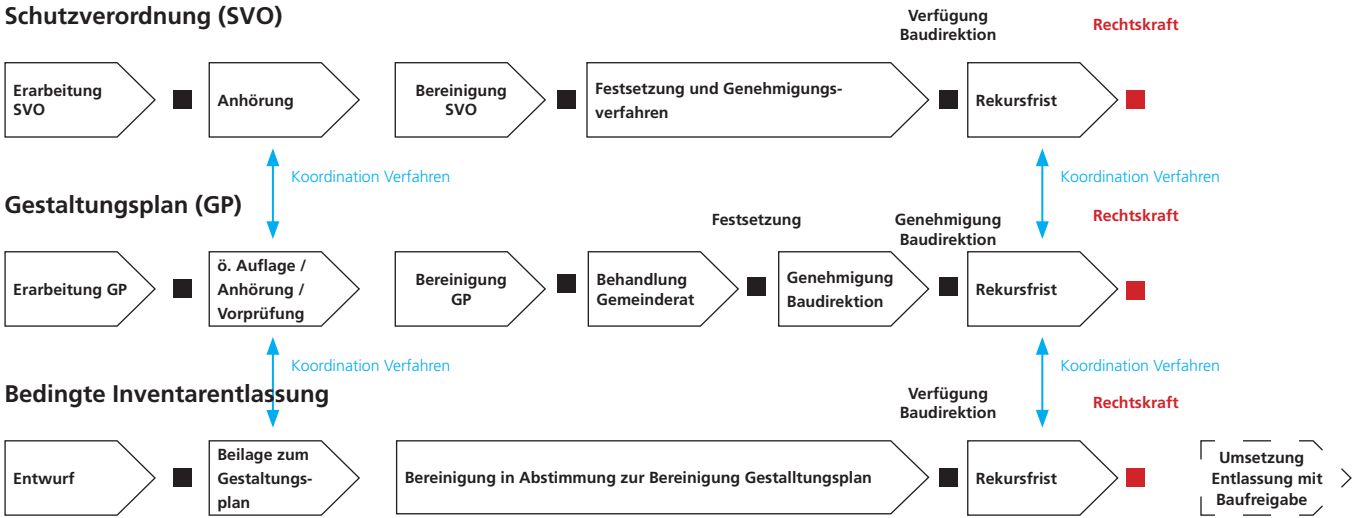 Schutzverordnung (SVO)
Verfügung
Baudirektion
Rechtskraft
Erarbeitung
SVO
Anhörung
Bereinigung
SVO
Festsetzung und Genehmigungs-
verfahren
Rekursfrist
Koordination Verfahren
Koordination Verfahren
Gestaltungsplan (GP)
Festsetzung
Genehmigung
Baudirektion
Rechtskraft
Erarbeitung GP
ö. Auflage /
Anhörung /
Vorprüfung
Bereinigung
GP
Behandlung
Gemeinderat
Genehmigung
Baudirektion
Rekursfrist
Koordination Verfahren
Koordination Verfahren
Bedingte Inventarentlassung
Verfügung
Baudirektion
Rechtskraft
Entwurf
Beilage zum
Gestaltungs-
plan
Bereinigung in Abstimmung zur Bereinigung Gestalltungsplan
Rekursfrist
Umsetzung
Entlassung mit
Baufreigabe